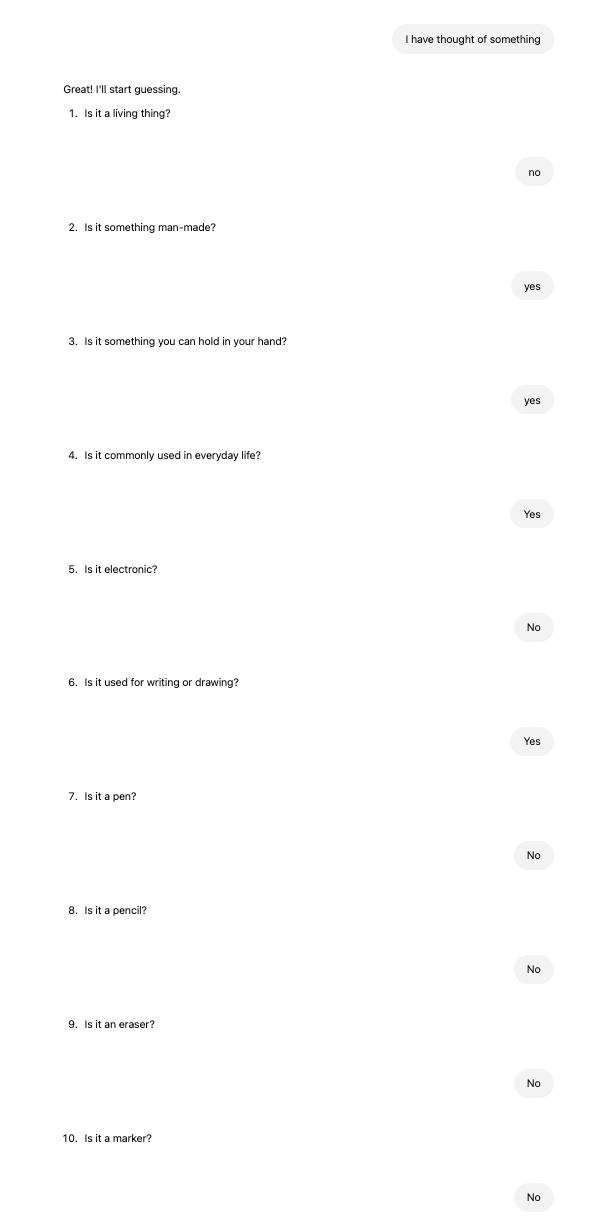 I have thought of something
Great! I'll start guessing.
1. Is it a living thing?
no
2. Is it something man-made?
yes
3. Is it something you can hold in your hand?
yes
4. Is it commonly used in everyday life?
Yes
5. Is it electronic?
No
6. Is it used for writing or drawing?
Yes
7. Is it a pen?
No
8. Is it a pencil?
No
9. Is it an eraser?
No
10. Is it a marker?
No